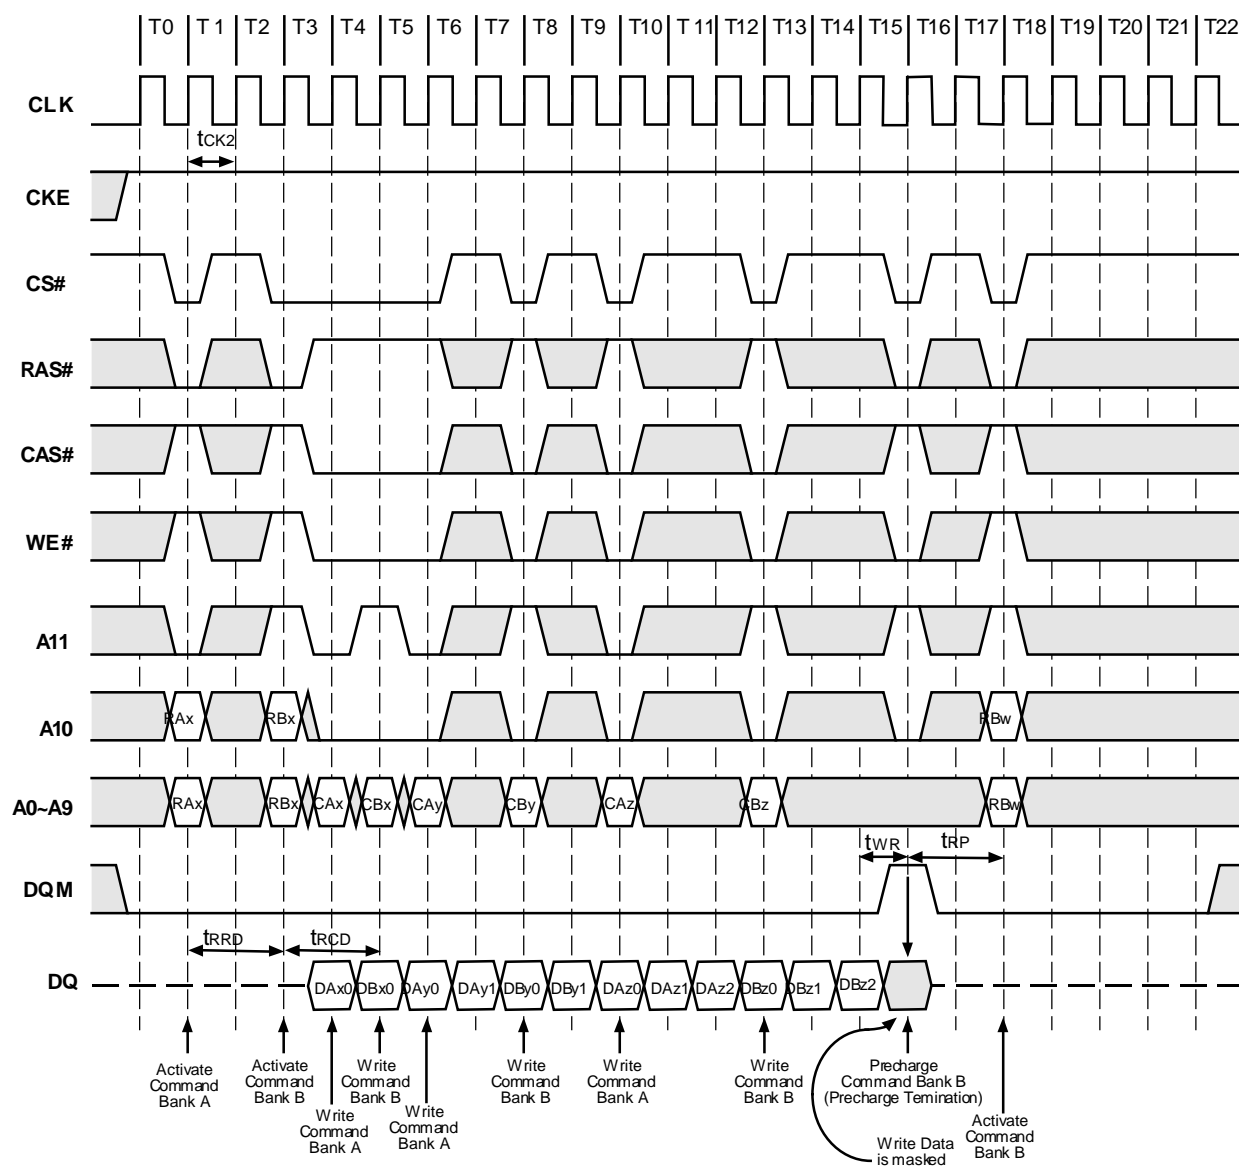 T0 T 1 T2 T3 T4 T5 T6 T7 T8 T9 T10 T 11 T12 T13 T14 T15 T16 T17 T18 T19 T20 T21 T22
CLK
tCK2
CKE
CS#
RAS#
CAS#
WE#
A11
A10 RAx RBx RBw
A0~A9 RAx RBx CAx CBx CAy CBy CAz CBz RBw
tWR tRP
DQM
tRRD tRCD
DQ DAx0 DBx0 DAy0 DAy1 DBy0 DBy1 DAz0 DAz1 DAz2 DBz0 DBz1 DBz2
Activate
Command
Bank A
Activate
Command
Bank B
Write
Command
Bank A
Write
Command
Bank B
Write
Command
Bank A
Write
Command
Bank B
Write
Command
Bank A
Write
Command
Bank B
Precharge
Command Bank B
(Precharge Temination)
Write Data
is masked
Activate
Command
Bank B